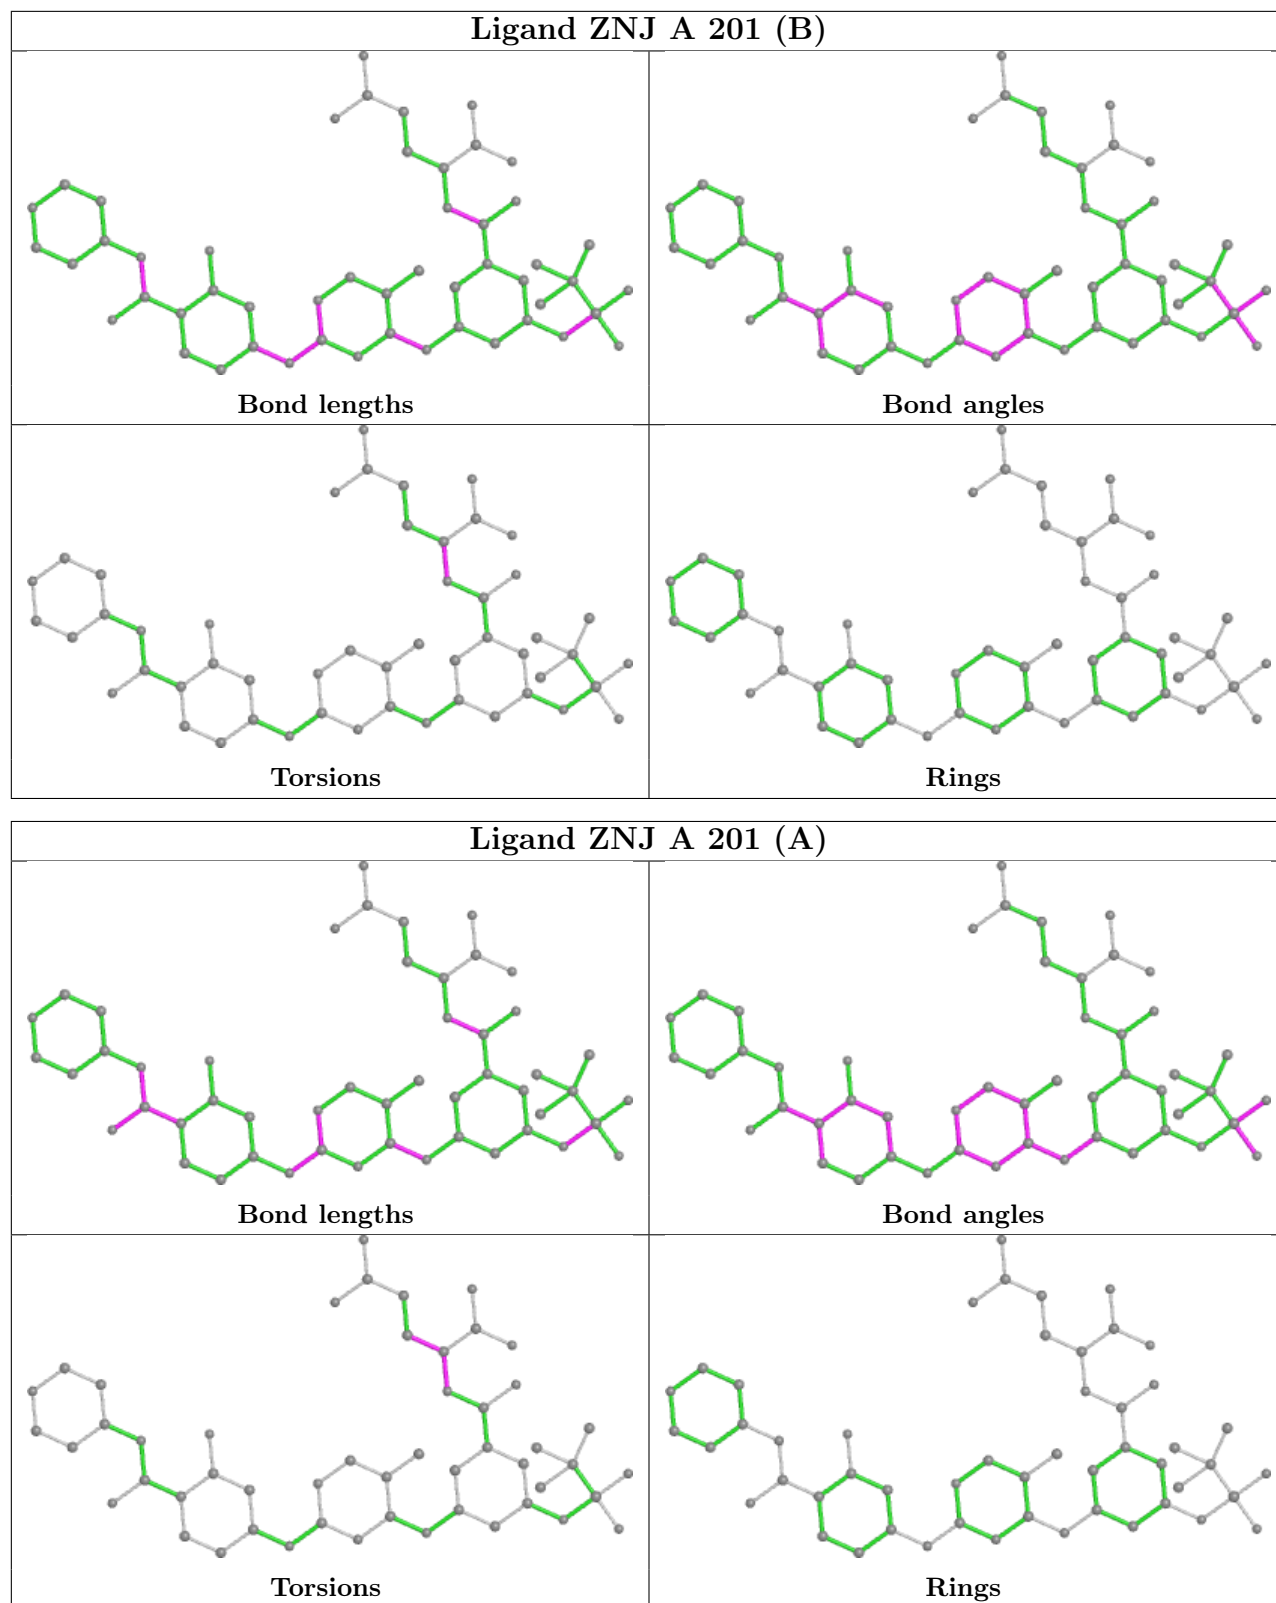 Ligand ZNJ A 201 (B)
Bond lengths
Bond angles
Torsions
Rings
Ligand ZNJ A 201 (A)
Bond lengths
Bond angles
Torsions
Rings